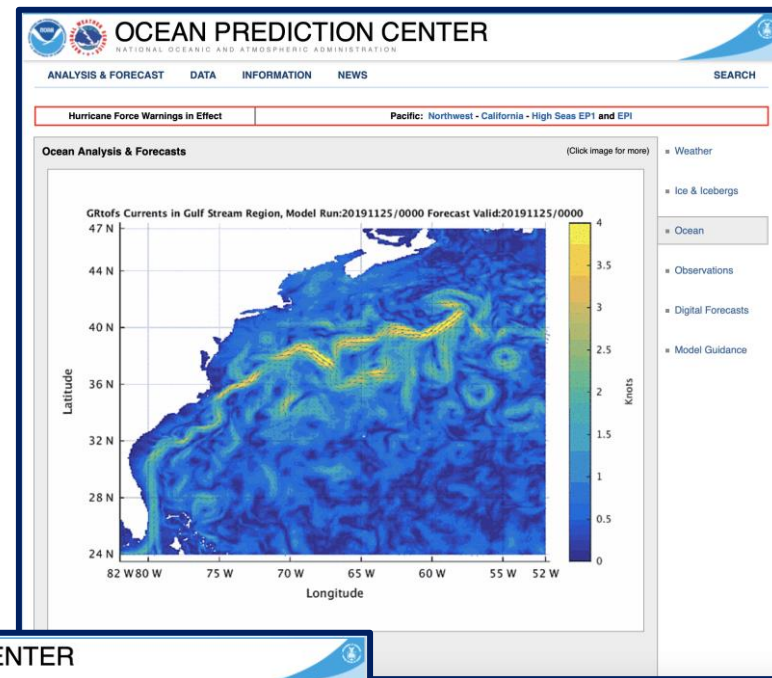 OCEAN PREDICTION CENTER
NATIONAL OCEANIC AND ATMOSPHERIC ADMINISTRATION
ANALYSIS & FORECAST DATA INFORMATION NEWS SEARCH
Hurricane Force Warnings in Effect Pacific: Northwest - California - High Seas EP1 and EPI
Ocean Analysis & Forecasts (Click image for more)
Weather
Ice & Icebergs
Ocean
Observations
Digital Forecasts
Model Guidance
GRtofs Currents in Gulf Stream Region, Model Run:20191125/0000 Forecast Valid:20191125/0000
47 N
44 N
40 N
36 N
32 N
28 N
24 N
Latitude
82 W 80 W 75 W 70 W 65 W 60 W 55 W 52 W
Longitude
4
3.5
3
2.5
2
1.5
1
0.5
0
Knots
ENTER